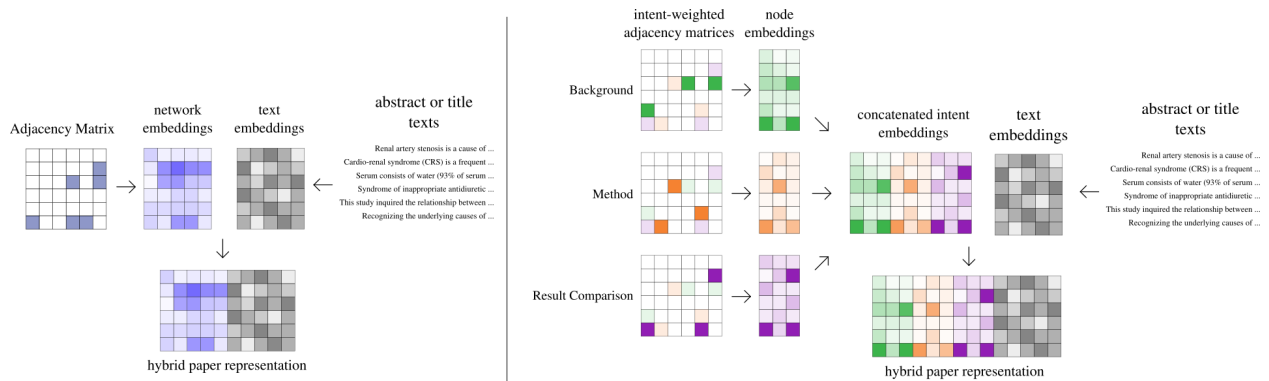 Adjacency Matrix
network
embeddings
text
embeddings
abstract or title
texts
Renal artery stenosis is a cause of ...
Cardio-renal syndrome (CRS) is a frequent ...
Serum consists of water (93% of serum ...
Syndrome of inappropriate antidiuretic ...
This study inquired the relationship between ...
Recognizing the underlying causes of ...
hybrid paper representation
intent-weighted
adjacency matrices
node
embeddings
Background
Method
Result Comparison
concatenated intent
embeddings
text
embeddings
abstract or title
texts
Renal artery stenosis is a cause of ...
Cardio-renal syndrome (CRS) is a frequent ...
Serum consists of water (93% of serum ...
Syndrome of inappropriate antidiuretic ...
This study inquired the relationship between ...
Recognizing the underlying causes of ...
hybrid paper representation